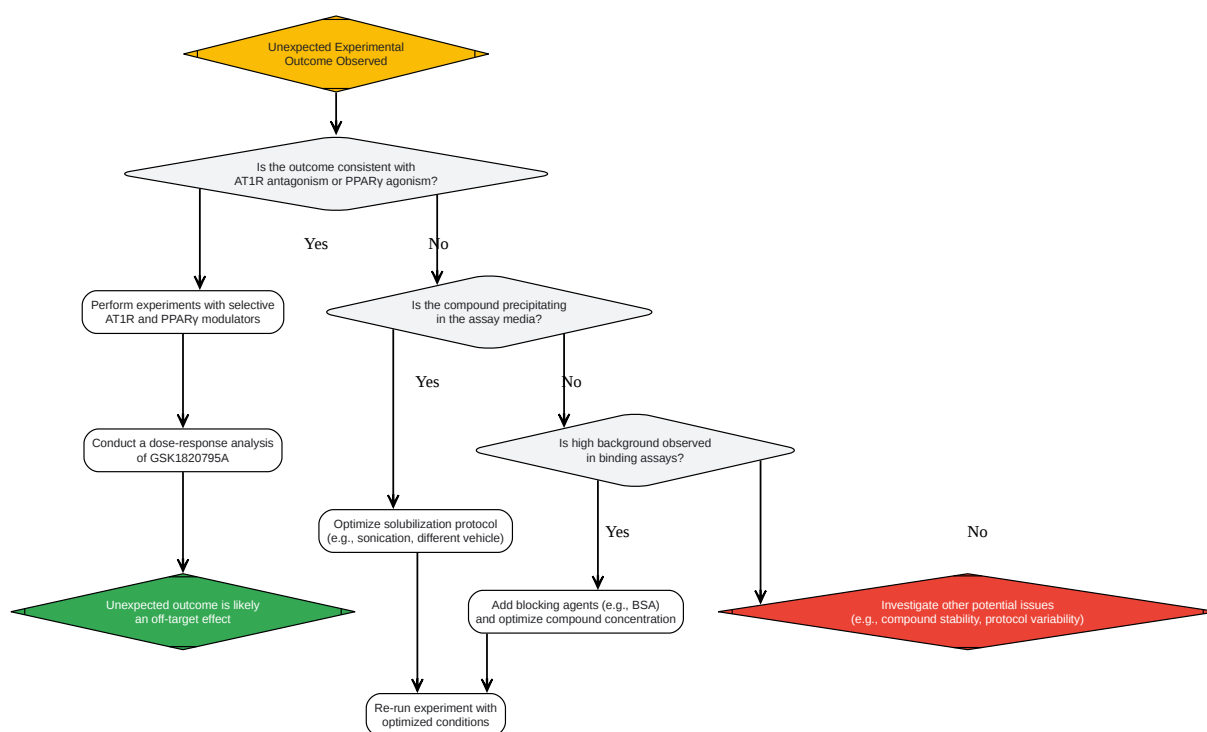 Unexpected Experimental
Outcome Observed
Is the outcome consistent with
AT1R antagonism or PPARγ agonism?
Yes
No
Perform experiments with selective
AT1R and PPARγ modulators
Is the compound precipitating
in the assay media?
Yes
No
Conduct a dose-response analysis
of GSK1820795A
Is high background observed
in binding assays?
Optimize solubilization protocol
(e.g., sonication, different vehicle)
Yes
No
Unexpected outcome is likely
an off-target effect
Add blocking agents (e.g., BSA)
and optimize compound concentration
Investigate other potential issues
(e.g., compound stability, protocol variability)
Re-run experiment with
optimized conditions